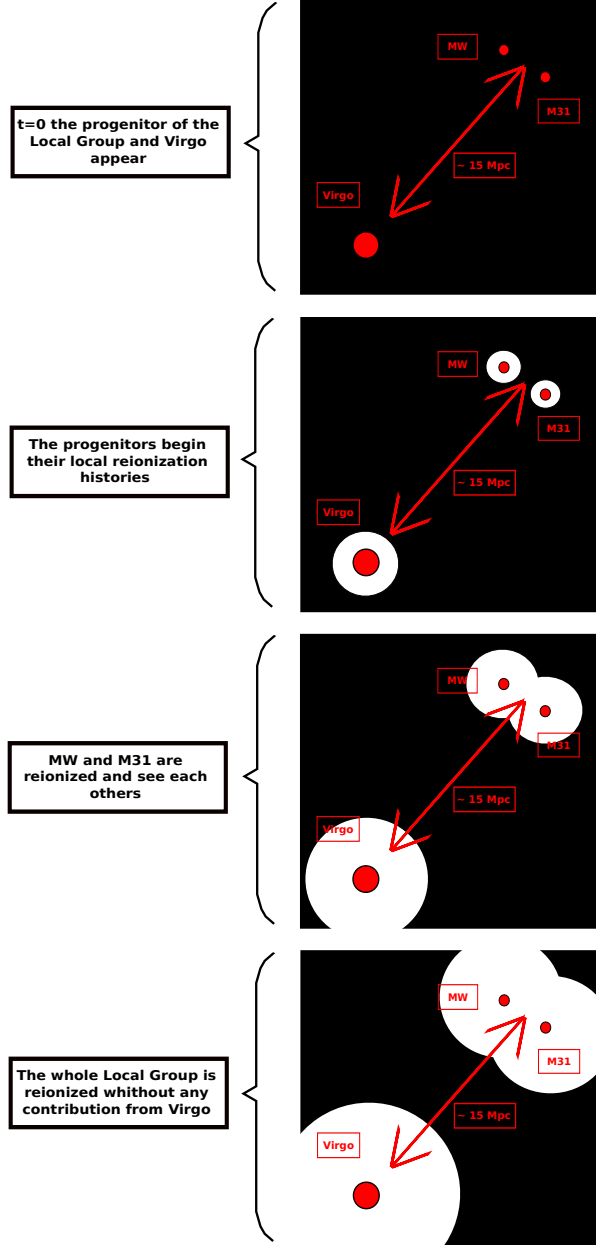 t=0 the progenitor of the
Local Group and Virgo
appear
MW
M31
~ 15 Mpc
Virgo
The progenitors begin
their local reionization
histories
MW
M31
~ 15 Mpc
Virgo
MW and M31 are
reionized and see each
others
MW
M31
~ 15 Mpc
Virgo
The whole Local Group is
reionized whithout any
contribution from Virgo
MW
M31
~ 15 Mpc
Virgo